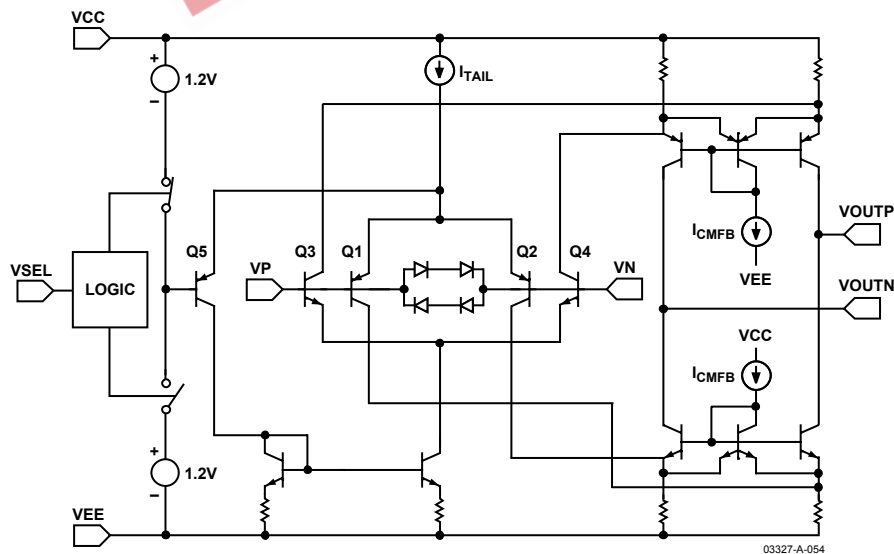 VCC
+
1.2V
–
ITAIL
Q5
Q3
Q1
Q2
Q4
VSEL
LOGIC
VP
VN
ICMFB
VEE
VOUTP
VOUTN
VCC
ICMFB
+
1.2V
–
VEE
03327-A-054